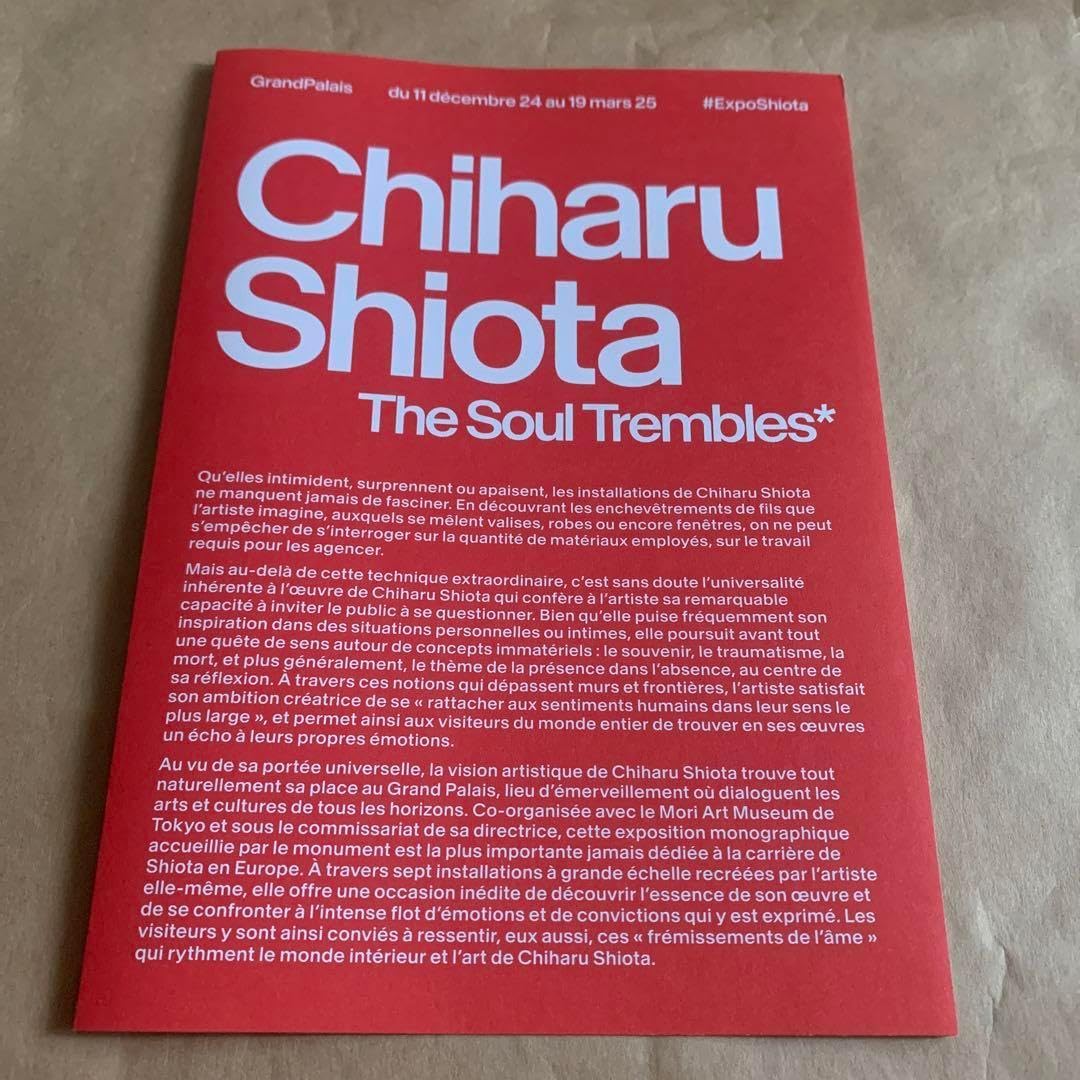 GrandPalais du 11 décembre 24 au 19 mars 25 #ExpoShiota
Chiharu
Shiota
The Soul Trembles*
Qu'elles intimident, surprennent ou apaisent, les installations de Chiharu Shiota
ne manquent jamais de fasciner. En découvrant les enchevêtrements de fils que
l'artiste imagine, auxquels se mêlent valises, robes ou encore fenêtres, on ne peut
s'empêcher de s'interroger sur la quantité de matériaux employés, sur le travail
requis pour les agencer.
Mais au-delà de cette technique extraordinaire, c'est sans doute l'universalité
inhérente à l'œuvre de Chiharu Shiota qui confère à l'artiste sa remarquable
capacité à inviter le public à se questionner. Bien qu'elle puise fréquemment son
inspiration dans des situations personnelles ou intimes, elle poursuit avant tout
une quête de sens autour de concepts immatériels : le souvenir, le traumatisme, la
mort, et plus généralement, le thème de la présence dans l'absence, au centre de
sa réflexion. À travers ces notions qui dépassent murs et frontières, l'artiste satisfait
son ambition créatrice de se « rattacher aux sentiments humains dans leur sens le
plus large », et permet ainsi aux visiteurs du monde entier de trouver en ses œuvres
un écho à leurs propres émotions.
Au vu de sa portée universelle, la vision artistique de Chiharu Shiota trouve tout
naturellement sa place au Grand Palais, lieu d'émerveillement où dialoguent les
arts et cultures de tous les horizons. Co-organisée avec le Mori Art Museum de
Tokyo et sous le commissariat de sa directrice, cette exposition monographique
accueillie par le monument est la plus importante jamais dédiée à la carrière de
Shiota en Europe. À travers sept installations à grande échelle recréées par l'artiste
elle-même, elle offre une occasion inédite de découvrir l'essence de son œuvre et
de se confronter à l'intense flot d'émotions et de convictions qui y est exprimé. Les
visiteurs y sont ainsi conviés à ressentir, eux aussi, ces « frémissements de l'âme »
qui rythment le monde intérieur et l'art de Chiharu Shiota.